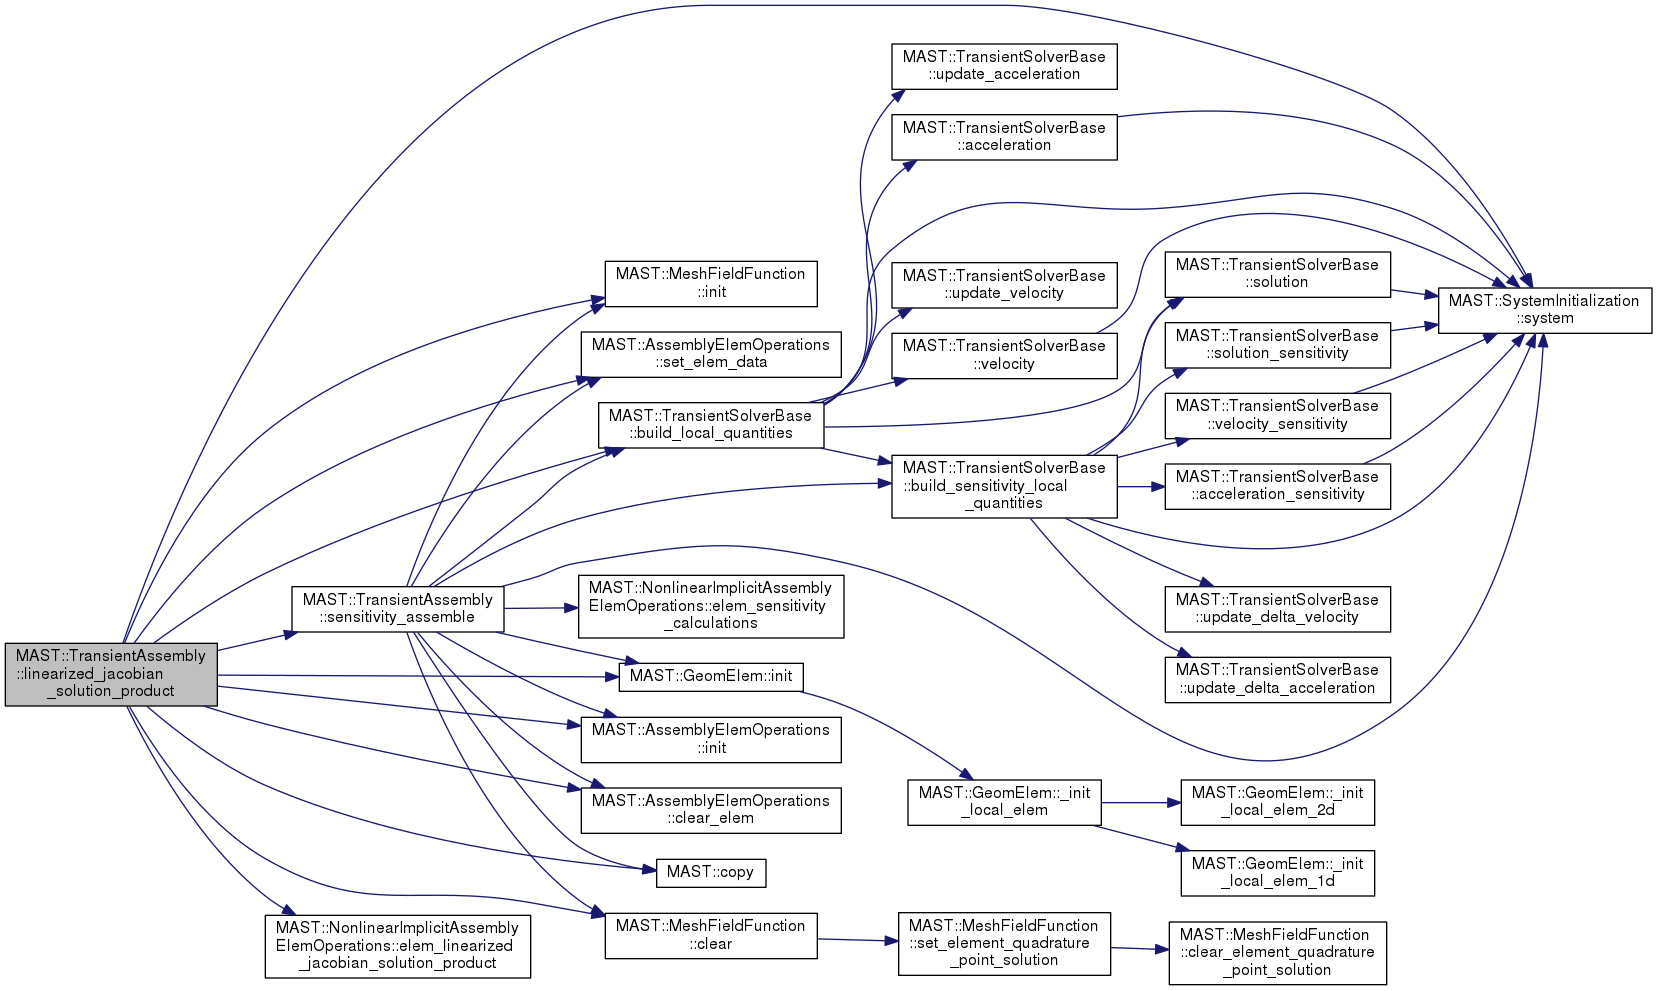 MAST::TransientAssembly
::linearized_jacobian
_solution_product
MAST::TransientAssembly
::sensitivity_assemble
MAST::NonlinearImplicitAssembly
ElemOperations::elem_linearized
_jacobian_solution_product
MAST::MeshFieldFunction
::init
MAST::AssemblyElemOperations
::set_elem_data
MAST::TransientSolverBase
::build_local_quantities
MAST::NonlinearImplicitAssembly
ElemOperations::elem_sensitivity
_calculations
MAST::GeomElem::init
MAST::AssemblyElemOperations
::init
MAST::AssemblyElemOperations
::clear_elem
MAST::copy
MAST::MeshFieldFunction
::clear
MAST::TransientSolverBase
::update_acceleration
MAST::TransientSolverBase
::acceleration
MAST::TransientSolverBase
::update_velocity
MAST::TransientSolverBase
::velocity
MAST::TransientSolverBase
::build_sensitivity_local
_quantities
MAST::GeomElem::_init
_local_elem
MAST::MeshFieldFunction
::set_element_quadrature
_point_solution
MAST::TransientSolverBase
::solution
MAST::TransientSolverBase
::solution_sensitivity
MAST::TransientSolverBase
::velocity_sensitivity
MAST::TransientSolverBase
::acceleration_sensitivity
MAST::TransientSolverBase
::update_delta_velocity
MAST::TransientSolverBase
::update_delta_acceleration
MAST::GeomElem::_init
_local_elem_2d
MAST::GeomElem::_init
_local_elem_1d
MAST::MeshFieldFunction
::clear_element_quadrature
_point_solution
MAST::SystemInitialization
::system